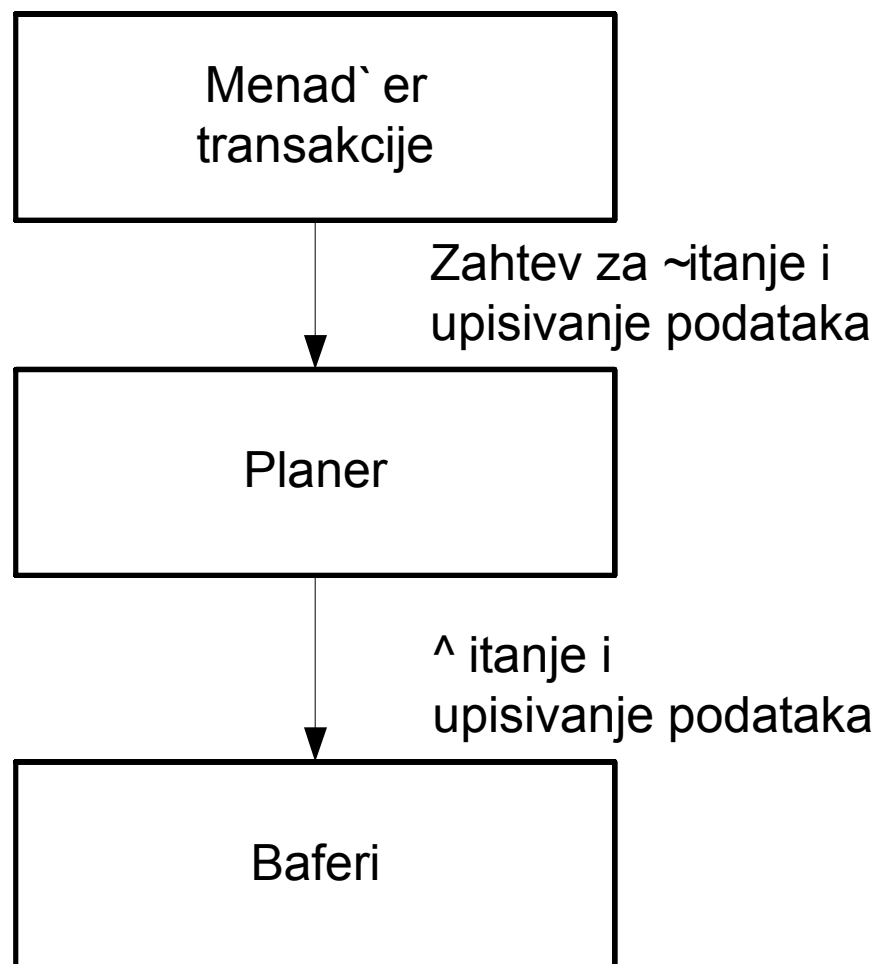 Menad` er
transakcije
Zahtev za ~itanje i
upisivanje podataka
Planer
^ itanje i
upisivanje podataka
Baferi